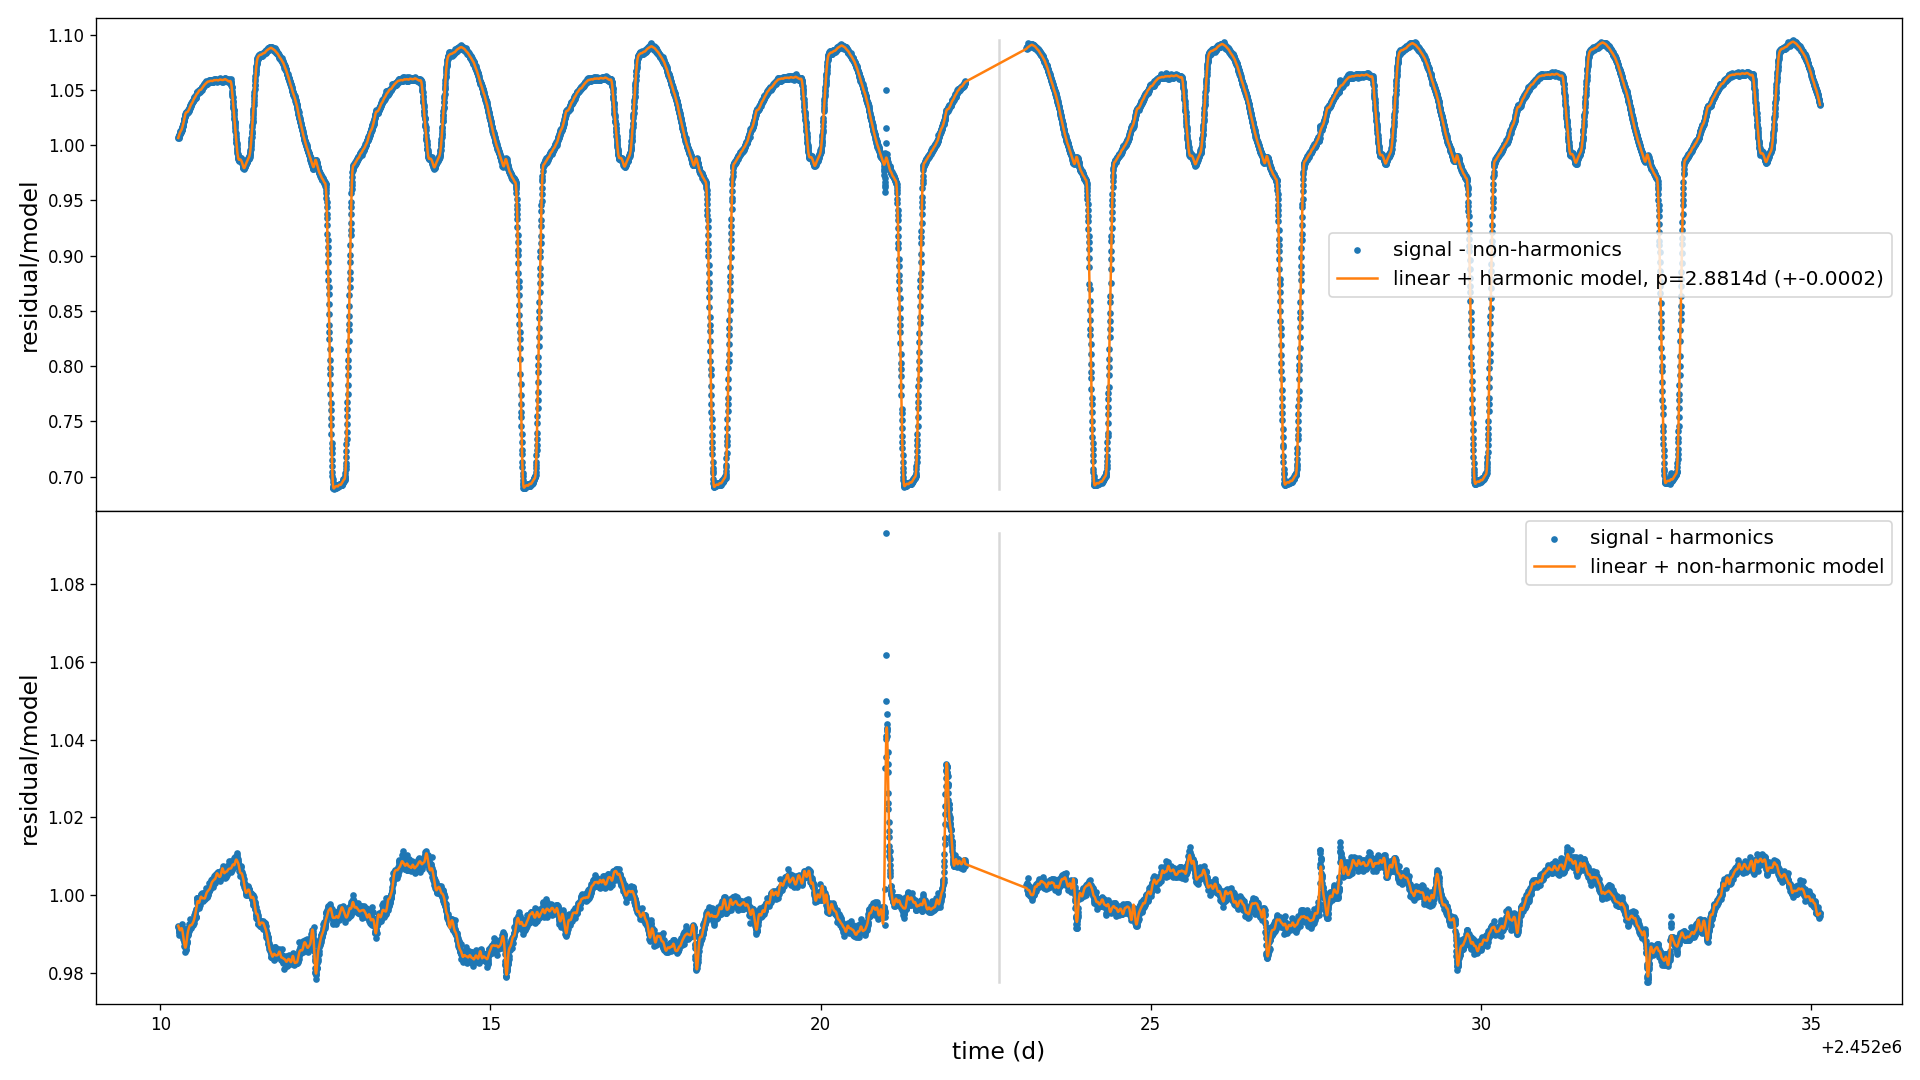 1.10
1.05
1.00
0.95
0.90
0.85
0.80
0.75
0.70
residual/model
signal - non-harmonics
linear + harmonic model, p=2.8814d (+-0.0002)
1.08
1.06
1.04
1.02
1.00
0.98
residual/model
signal - harmonics
linear + non-harmonic model
10 15 20 25 30 35
time (d)
+2.452e6